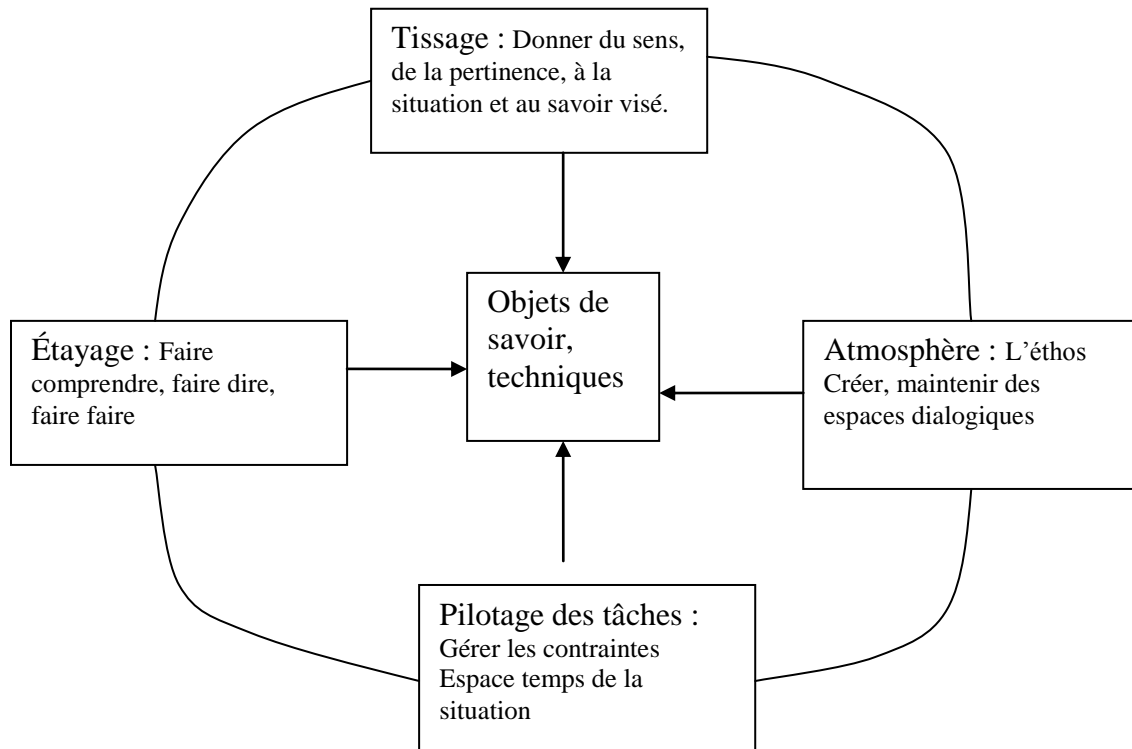 Tissage : Donner du sens,
de la pertinence, à la
situation et au savoir visé.
Objets de
savoir,
techniques
Étayage : Faire
comprendre, faire dire,
faire faire
Atmosphère : L’éthos
Créer, maintenir des
espaces dialogiques
Pilotage des tâches :
Gérer les contraintes
Espace temps de la
situation